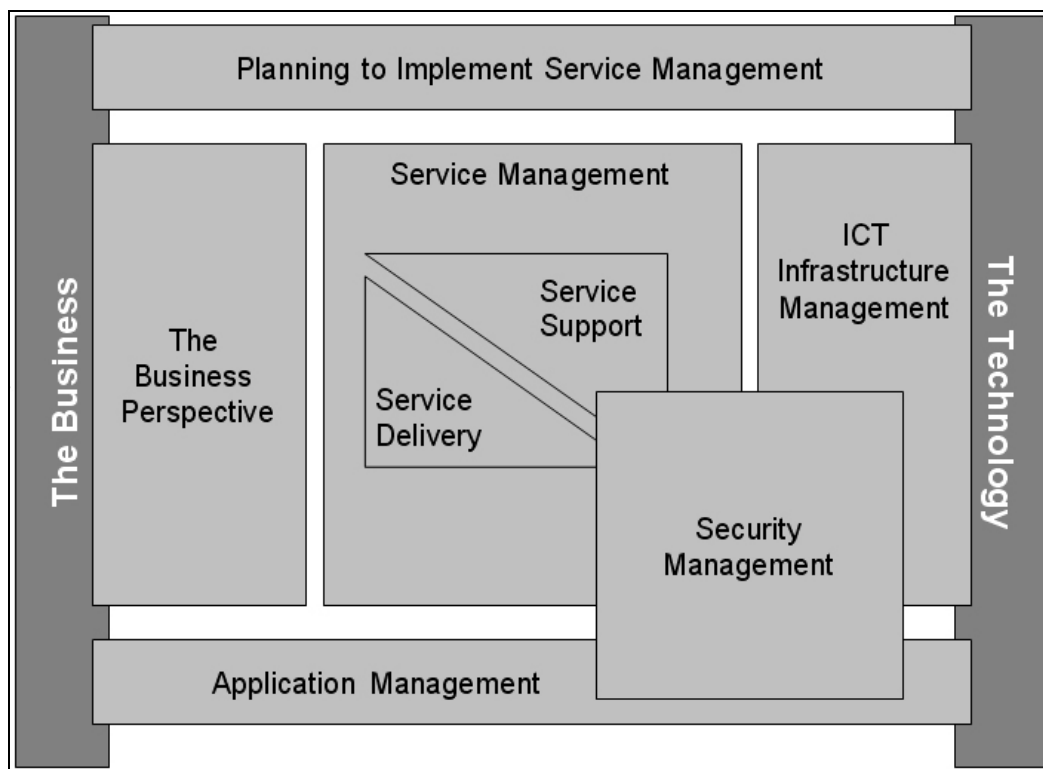 Planning to Implement Service Management
The Business
The
Business
Perspective
Service Management
Service
Support
Service
Delivery
ICT
Infrastructure
Management
The Technology
Security
Management
Application Management